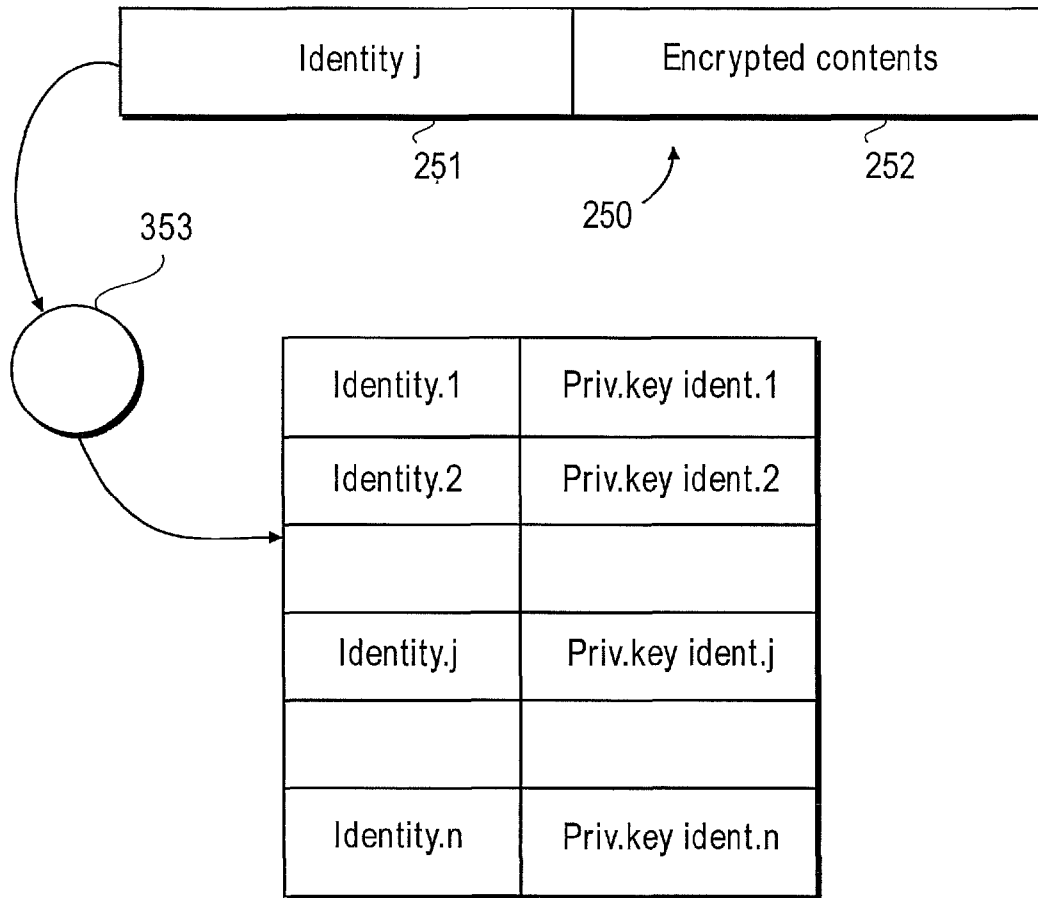 Identity j Encrypted contents
251 250 252
353
Identity.1 Priv.key ident.1
Identity.2 Priv.key ident.2
Identity.j Priv.key ident.j
Identity.n Priv.key ident.n